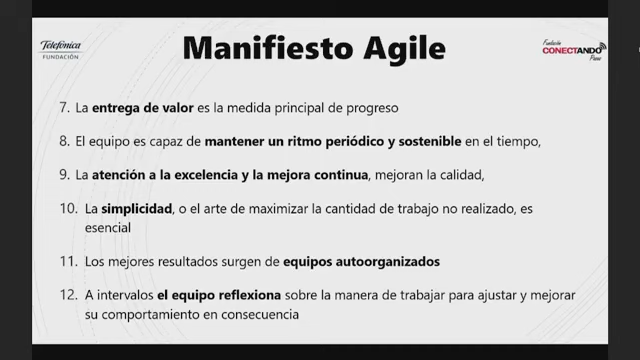 Telefónica
FUNDACIÓN
Manifiesto Agile
Fundación
CONECTANDO
7. La entrega de valor es la medida principal de progreso
8. El equipo es capaz de mantener un ritmo periódico y sostenible en el tiempo,
9. La atención a la excelencia y la mejora continua, mejoran la calidad,
10. La simplicidad, o el arte de maximizar la cantidad de trabajo no realizado, es
esencial
11. Los mejores resultados surgen de equipos autoorganizados
12. A intervalos el equipo reflexiona sobre la manera de trabajar para ajustar y mejorar
su comportamiento en consecuencia